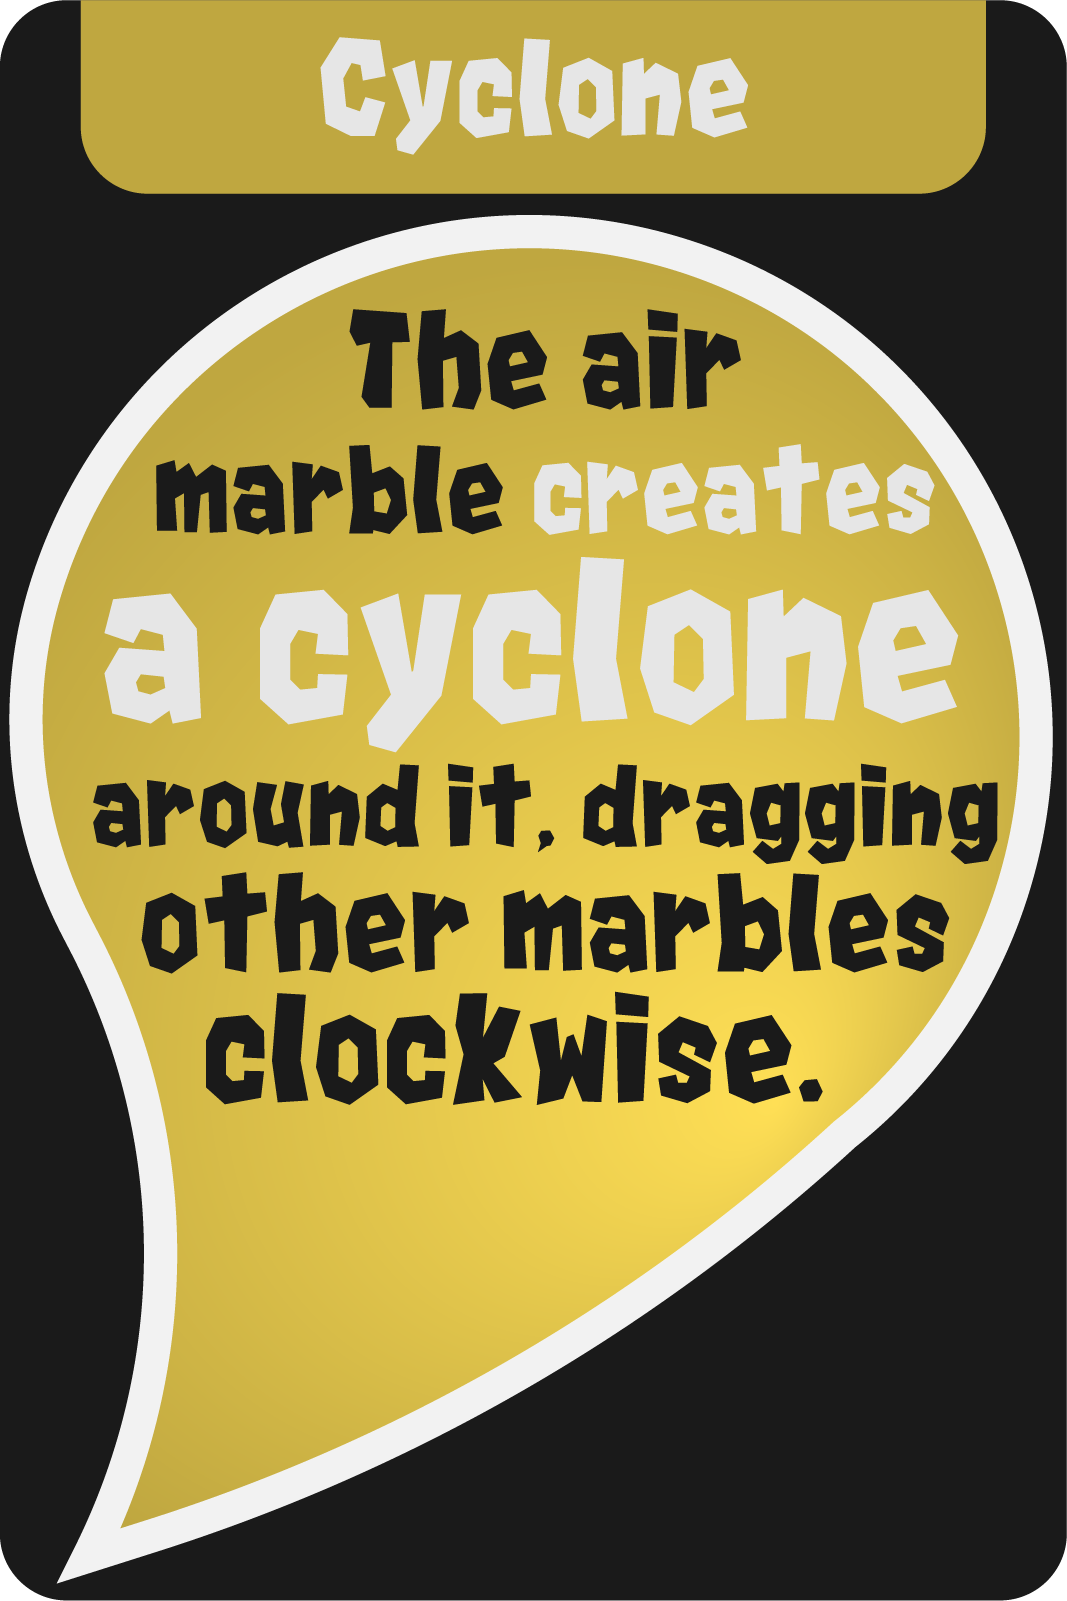 Cyclone
The air
marble creates
a cyclone
around it, dragging
other marbles
clockwise.